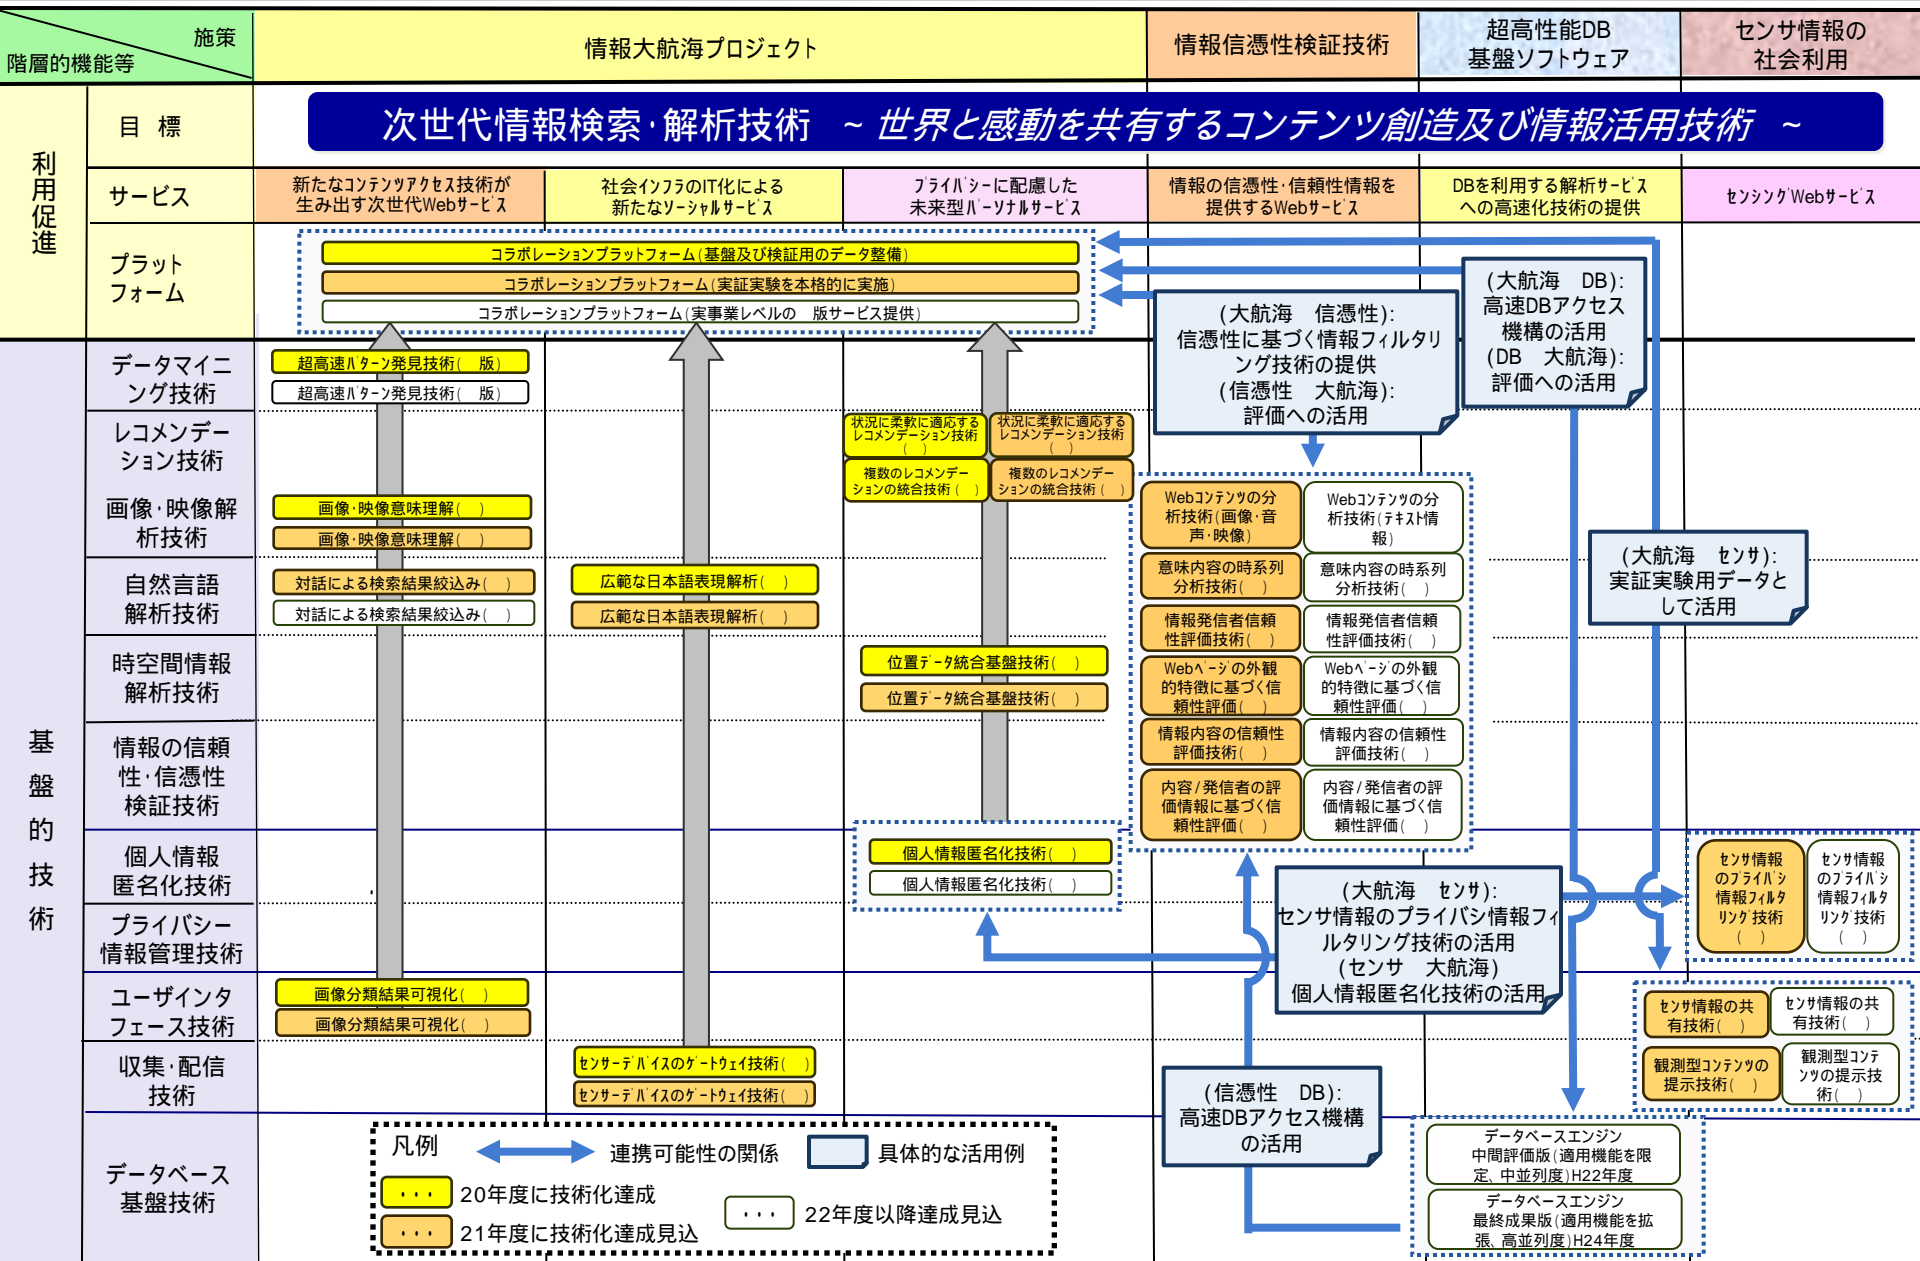 施策
階層的機能等
情報大航海プロジェクト
情報信憑性検証技術
超高性能DB
基盤ソフトウェア
センサ情報の
社会利用
利用促進
目 標
次世代情報検索・解析技術 ~ 世界と感動を共有するコンテンツ創造及び情報活用技術 ~
サービス
新たなｺﾝﾃﾝﾂｱｸｾｽ技術が
生み出す次世代Webｻｰﾋﾞｽ
社会ｲﾝﾌﾗのIT化による
新たなｿｰｼｬﾙｻｰﾋﾞｽ
ﾌﾟﾗｲﾊﾞｼｰに配慮した
未来型ﾊﾟｰｿﾅﾙｻｰﾋﾞｽ
情報の信憑性・信頼性情報を
提供するWebｻｰﾋﾞｽ
DBを利用する解析ｻｰﾋﾞｽ
への高速化技術の提供
ｾﾝｼﾝｸﾞWebｻｰﾋﾞｽ
プラット
フォーム
コラボレーションプラットフォーム(基盤及び検証用のデータ整備)
コラボレーションプラットフォーム(実証実験を本格的に実施)
コラボレーションプラットフォーム(実事業レベルの　版サービス提供)
(大航海　信憑性):
信憑性に基づく情報フィルタリ
ング技術の提供
(信憑性　大航海):
評価への活用
(大航海　DB):
高速DBアクセス
機構の活用
(DB　大航海):
評価への活用
基盤的技術
データマイニ
ング技術
超高速ﾊﾟﾀｰﾝ発見技術(　版)
超高速ﾊﾟﾀｰﾝ発見技術(　版)
レコメンデー
ション技術
状況に柔軟に適応する
レコメンデーション技術
(　)
状況に柔軟に適応する
レコメンデーション技術
(　)
複数のレコメンデー
ションの統合技術(　)
複数のレコメンデー
ションの統合技術(　)
画像・映像解
析技術
画像・映像意味理解(　)
画像・映像意味理解(　)
Webｺﾝﾃﾝﾂの分
析技術(画像・音
声・映像)
Webｺﾝﾃﾝﾂの分
析技術(ﾃｷｽﾄ情
報)
(大航海　ｾﾝｻ):
実証実験用データと
して活用
自然言語
解析技術
対話による検索結果絞込み(　)
対話による検索結果絞込み(　)
広範な日本語表現解析(　)
広範な日本語表現解析(　)
意味内容の時系列
分析技術(　)
意味内容の時系列
分析技術(　)
情報発信者信頼
性評価技術(　)
情報発信者信頼
性評価技術(　)
時空間情報
解析技術
位置ﾃﾞｰﾀ統合基盤技術(　)
位置ﾃﾞｰﾀ統合基盤技術(　)
Webﾍﾟｰｼﾞの外観
的特徴に基づく信
頼性評価(　)
Webﾍﾟｰｼﾞの外観
的特徴に基づく信
頼性評価(　)
情報の信頼
性・信憑性
検証技術
情報内容の信頼性
評価技術(　)
情報内容の信頼性
評価技術(　)
内容/発信者の評
価情報に基づく信
頼性評価(　)
内容/発信者の評
価情報に基づく信
頼性評価(　)
個人情報
匿名化技術
個人情報匿名化技術(　)
個人情報匿名化技術(　)
(大航海　ｾﾝｻ):
センサ情報のプライバシ情報フィ
ルタリング技術の活用
(センサ　大航海)
個人情報匿名化技術の活用
ｾﾝｻ情報
のﾌﾟﾗｲﾊﾞｼ
情報ﾌｨﾙﾀ
ﾘﾝｸﾞ技術
(　)
ｾﾝｻ情報
のﾌﾟﾗｲﾊﾞｼ
情報ﾌｨﾙﾀ
ﾘﾝｸﾞ技術
(　)
プライバシー
情報管理技術
ユーザインタ
フェース技術
画像分類結果可視化(　)
画像分類結果可視化(　)
ｾﾝｻ情報の共
有技術(　)
ｾﾝｻ情報の共
有技術(　)
収集・配信
技術
ｾﾝｻｰﾃﾞﾊﾞｲｽのｹﾞｰﾄｳｪｲ技術(　)
ｾﾝｻｰﾃﾞﾊﾞｲｽのｹﾞｰﾄｳｪｲ技術(　)
観測型ｺﾝﾃﾝﾂの
提示技術(　)
観測型ｺﾝﾃ
ﾝﾂの提示技
術(　)
(信憑性　DB):
高速DBアクセス機構
の活用
データベース
基盤技術
データベースエンジン
中間評価版(適用機能を限
定、中並列度)H22年度
データベースエンジン
最終成果版(適用機能を拡
張、高並列度)H24年度
凡例
連携可能性の関係
具体的な活用例
・・・
20年度に技術化達成
・・・
21年度に技術化達成見込
・・・
22年度以降達成見込